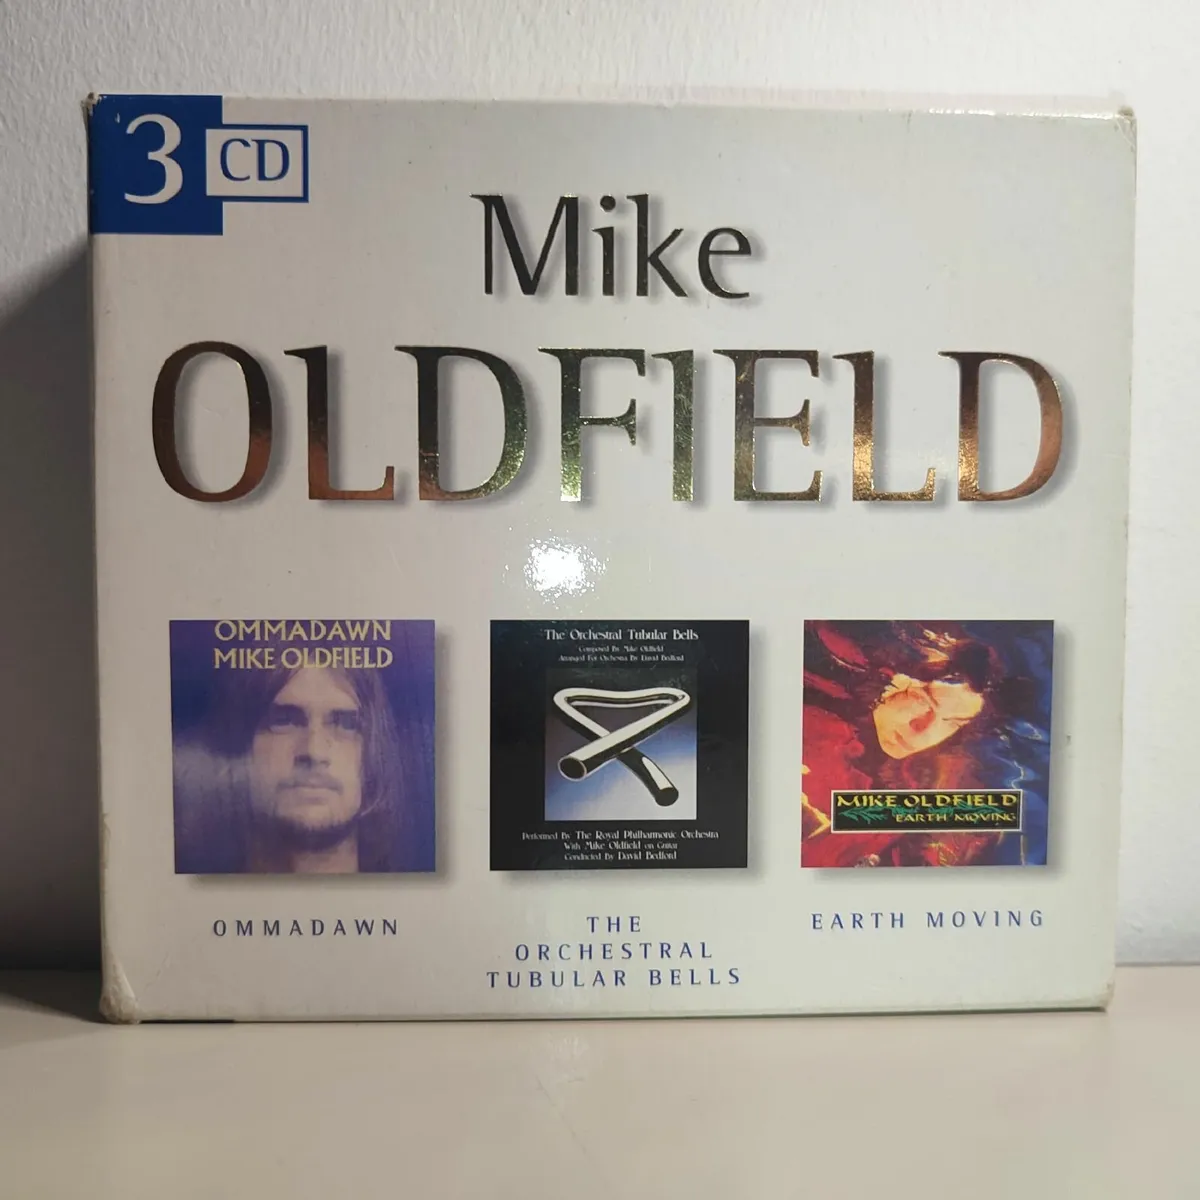 3 CD
Mike
OLDFIELD
OMMADAWN
MIKE OLDFIELD
The Orchestral Tubular Bells
Composed By Mike Oldfield
Arranged For Orchestra By David Bedford
Performed By The Royal Philharmonic Orchestra
With Mike Oldfield on Guitar
Conducted By David Bedford
MIKE OLDFIELD
EARTH MOVING
OMMADAWN
THE
ORCHESTRAL
TUBULAR BELLS
EARTH MOVING